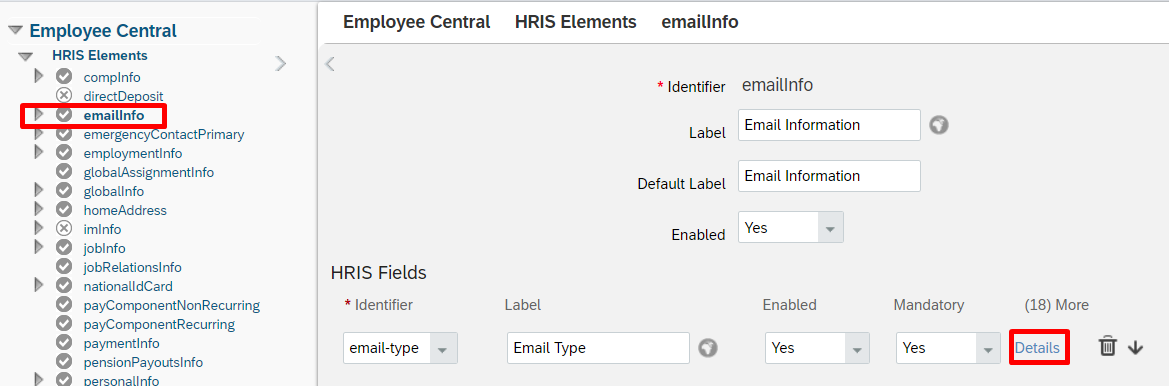 Employee Central
HRIS Elements
compInfo
directDeposit
emailInfo
emergencyContactPrimary
employmentInfo
globalAssignmentInfo
globalInfo
homeAddress
imInfo
jobInfo
jobRelationsInfo
nationalIdCard
payComponentNonRecurring
payComponentRecurring
paymentInfo
pensionPayoutsInfo
personalInfo
Employee Central HRIS Elements emailInfo
* Identifier emailInfo
Label Email Information
Default Label Email Information
Enabled Yes
HRIS Fields
* Identifier Label Enabled Mandatory (18) More
email-type Email Type Yes Yes Details